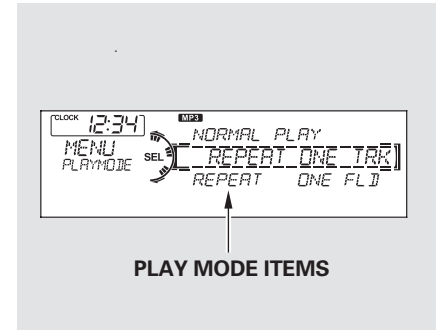 CLOCK 12:34 MP3
NORMAL PLAY
MENU SEL REPEAT ONE TRK
PLAYMODE
REPEAT ONE FLD
PLAY MODE ITEMS